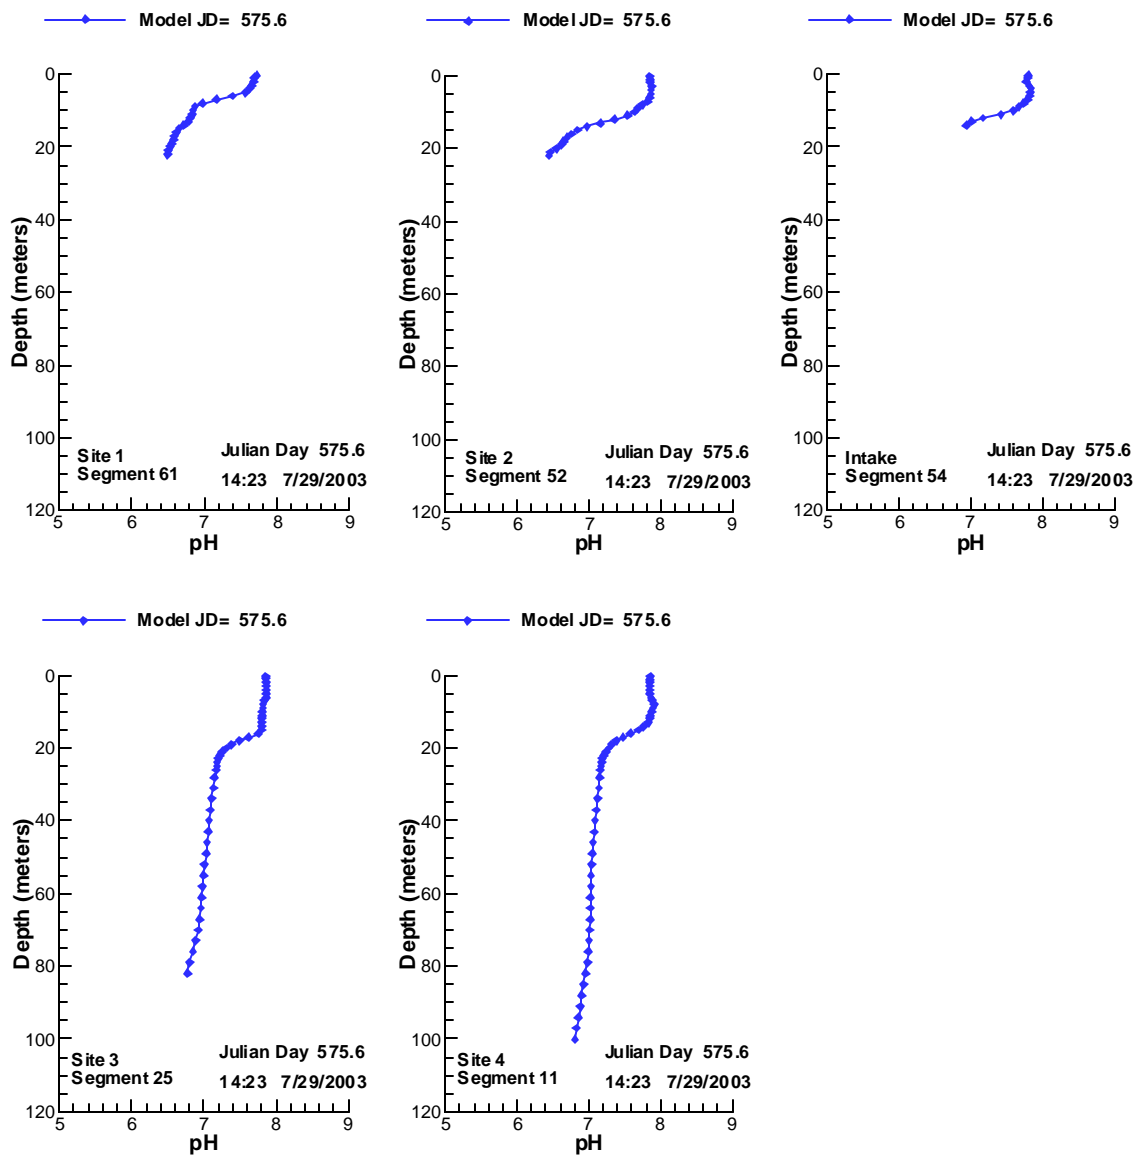 Model JD= 575.6
0
20
40
60
80
100
120
Depth (meters)
Site 1
Segment 61
Julian Day 575.6
14:23 7/29/2003
5 6 7 8 9
pH
Model JD= 575.6
0
20
40
60
80
100
120
Depth (meters)
Site 2
Segment 52
Julian Day 575.6
14:23 7/29/2003
5 6 7 8 9
pH
Model JD= 575.6
0
20
40
60
80
100
120
Depth (meters)
Intake
Segment 54
Julian Day 575.6
14:23 7/29/2003
5 6 7 8 9
pH
Model JD= 575.6
0
20
40
60
80
100
120
Depth (meters)
Site 3
Segment 25
Julian Day 575.6
14:23 7/29/2003
5 6 7 8 9
pH
Model JD= 575.6
0
20
40
60
80
100
120
Depth (meters)
Site 4
Segment 11
Julian Day 575.6
14:23 7/29/2003
5 6 7 8 9
pH